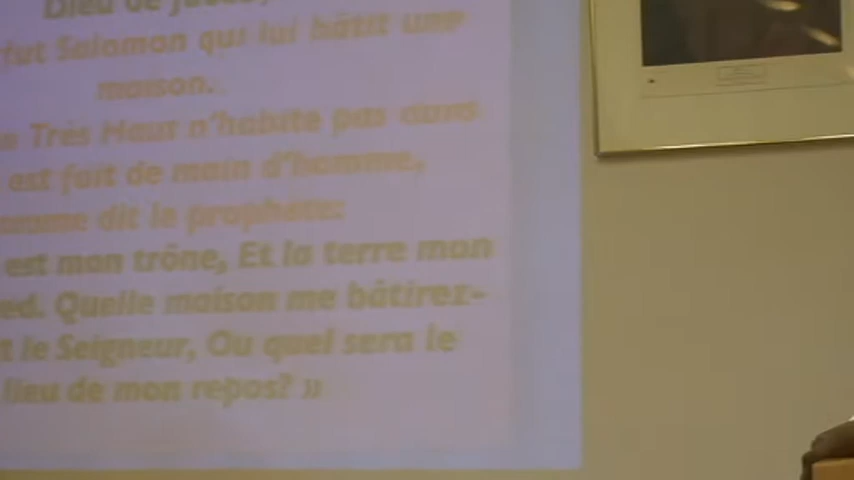 Dieu de
fut Salomon qui lui bâtit une
maison.
Très Haut n'habite pas dans
est fait de main d'homme,
dit le prophète:
est mon trône, Et la terre mon
Quelle maison me bâtirez-
le Seigneur, Ou quel sera le
lieu de mon repos? »